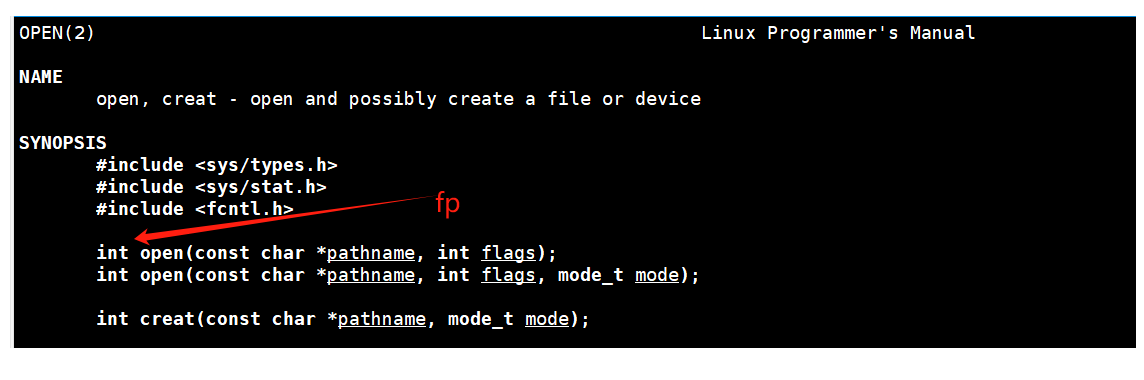 OPEN(2) Linux Programmer's Manual
NAME
open, creat - open and possibly create a file or device
SYNOPSIS
#include <sys/types.h>
#include <sys/stat.h>
#include <fcntl.h>
fp
int open(const char *pathname, int flags);
int open(const char *pathname, int flags, mode_t mode);
int creat(const char *pathname, mode_t mode);